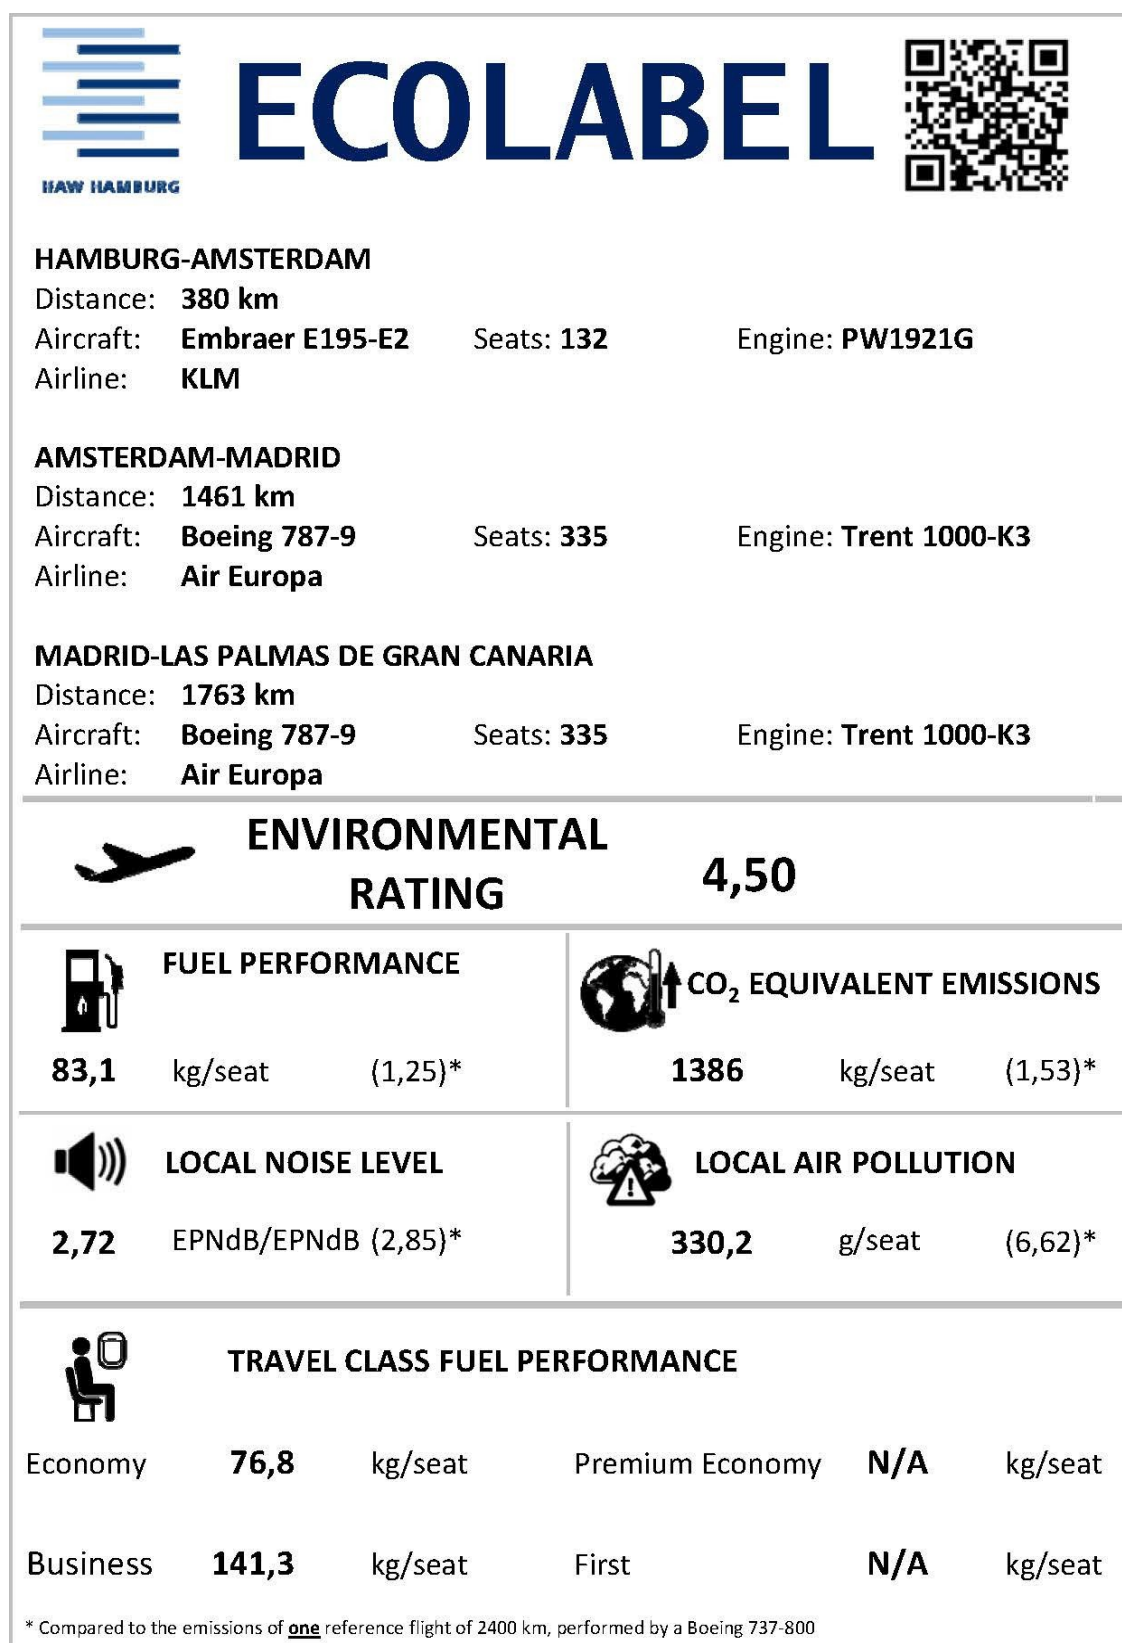 ECOLABEL
HAW HAMBURG
HAMBURG-AMSTERDAM
Distance: 380 km
Aircraft: Embraer E195-E2 Seats: 132 Engine: PW1921G
Airline: KLM
AMSTERDAM-MADRID
Distance: 1461 km
Aircraft: Boeing 787-9 Seats: 335 Engine: Trent 1000-K3
Airline: Air Europa
MADRID-LAS PALMAS DE GRAN CANARIA
Distance: 1763 km
Aircraft: Boeing 787-9 Seats: 335 Engine: Trent 1000-K3
Airline: Air Europa
ENVIRONMENTAL
RATING
4,50
FUEL PERFORMANCE
83,1 kg/seat (1,25)*
CO₂ EQUIVALENT EMISSIONS
1386 kg/seat (1,53)*
LOCAL NOISE LEVEL
2,72 EPNdB/EPNdB (2,85)*
LOCAL AIR POLLUTION
330,2 g/seat (6,62)*
TRAVEL CLASS FUEL PERFORMANCE
Economy 76,8 kg/seat Premium Economy N/A kg/seat
Business 141,3 kg/seat First N/A kg/seat
* Compared to the emissions of one reference flight of 2400 km, performed by a Boeing 737-800